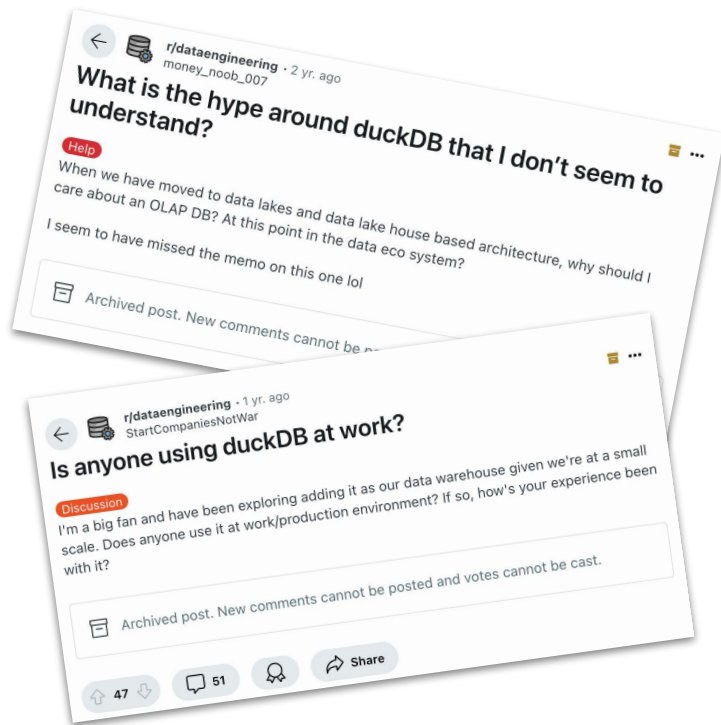 r/dataengineering · 2 yr. ago
money_noob_007
What is the hype around duckDB that I don't seem to
understand?
Help
When we have moved to data lakes and data lake house based architecture, why should I
care about an OLAP DB? At this point in the data eco system?
I seem to have missed the memo on this one lol
Archived post. New comments cannot be
r/dataengineering · 1 yr. ago
StartCompaniesNotWar
Is anyone using duckDB at work?
Discussion
I'm a big fan and have been exploring adding it as our data warehouse given we're at a small
scale. Does anyone use it at work/production environment? If so, how's your experience been
with it?
Archived post. New comments cannot be posted and votes cannot be cast.
47
51
Share